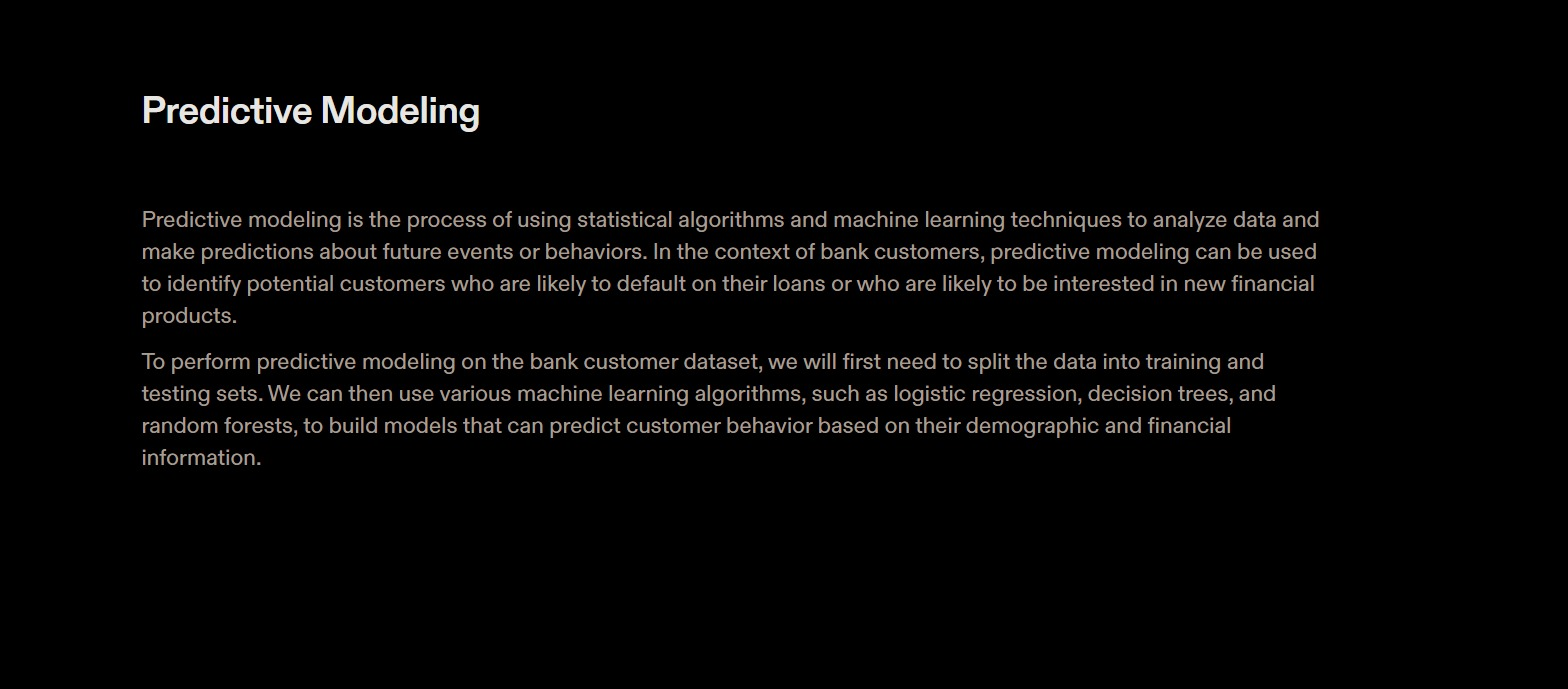 Predictive Modeling
Predictive modeling is the process of using statistical algorithms and machine learning techniques to analyze data and
make predictions about future events or behaviors. In the context of bank customers, predictive modeling can be used
to identify potential customers who are likely to default on their loans or who are likely to be interested in new financial
products.
To perform predictive modeling on the bank customer dataset, we will first need to split the data into training and
testing sets. We can then use various machine learning algorithms, such as logistic regression, decision trees, and
random forests, to build models that can predict customer behavior based on their demographic and financial
information.